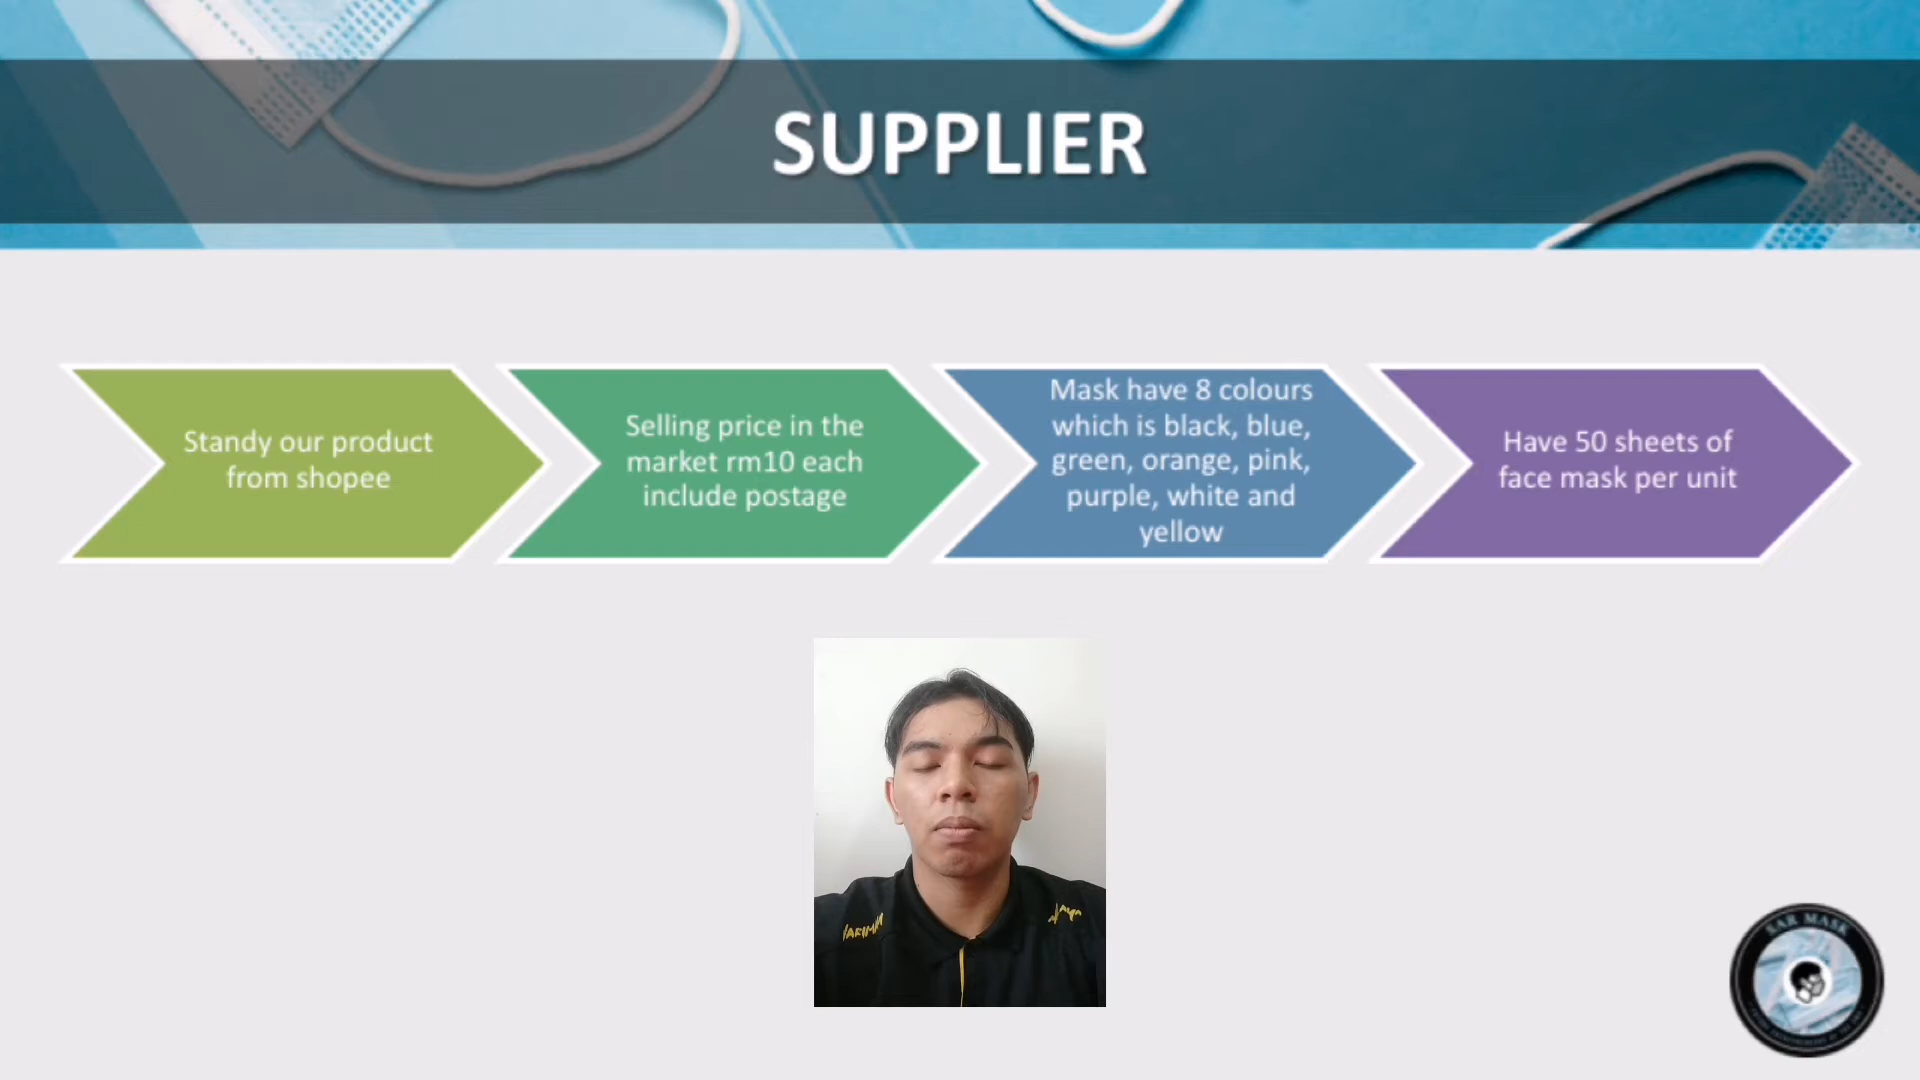 SUPPLIER
Standy our product
from shopee
Selling price in the
market rm10 each
include postage
Mask have 8 colours
which is black, blue,
green, orange, pink,
purple, white and
yellow
Have 50 sheets of
face mask per unit
MASK